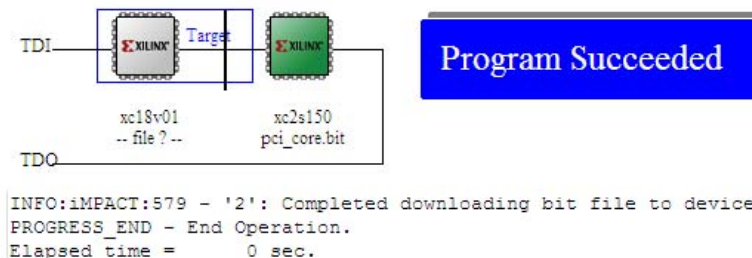 TDI
XILINX
Target
XILINX
Program Succeeded
xc18v01
-- file ? --
xc2s150
pci_core.bit
TDO
INFO:iMPACT:579 - '2': Completed downloading bit file to device
PROGRESS_END - End Operation.
Elapsed time =      0 sec.